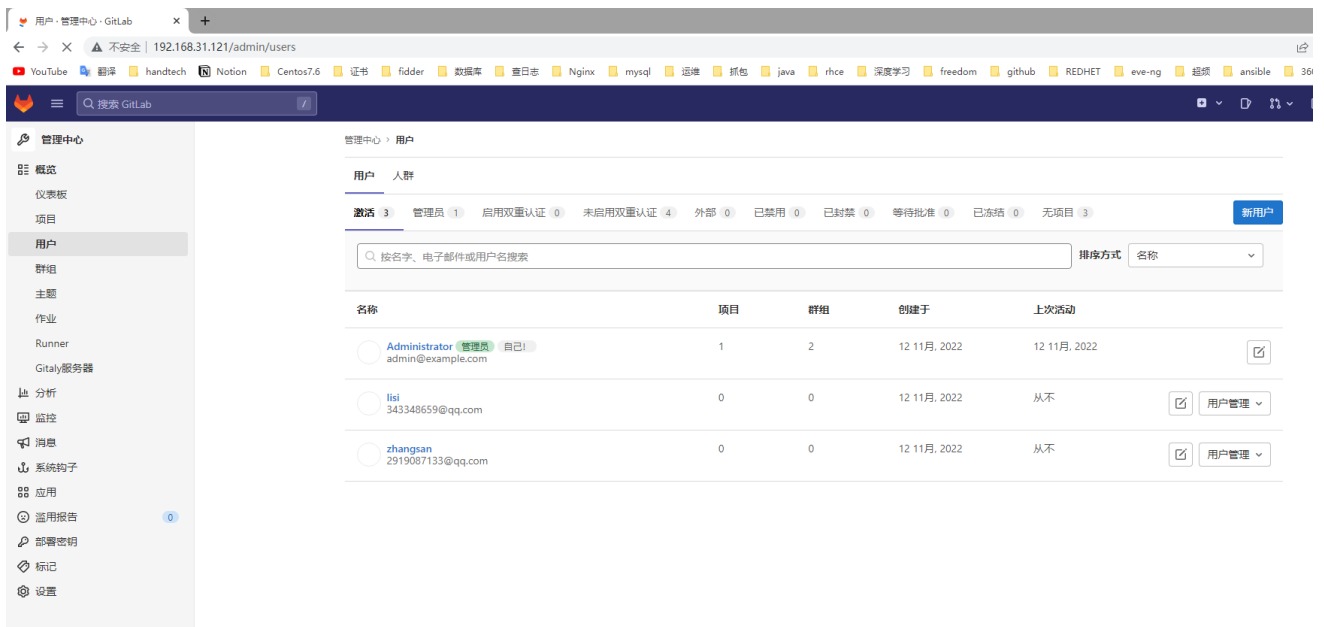 用户 · 管理中心 · GitLab
不安全 | 192.168.31.121/admin/users
YouTube 翻译 handtech Notion Centos7.6 证书 fidder 数据库 查日志 Nginx mysql 运维 抓包 java rhce 深度学习 freedom github REDHET eve-ng 超频 ansible 36
搜索 GitLab /
管理中心
概览
仪表板
项目
用户
群组
主题
作业
Runner
Gitaly服务器
分析
监控
消息
系统钩子
应用
滥用报告 0
部署密钥
标记
设置
管理中心 > 用户
用户 人群
激活 3 管理员 1 启用双重认证 0 未启用双重认证 4 外部 0 已禁用 0 已封禁 0 等待批准 0 已冻结 0 无项目 3 新用户
按名字、电子邮件或用户名搜索 排序方式 名称
名称 项目 群组 创建于 上次活动
Administrator 管理员 自己! 1 2 12 11月, 2022 12 11月, 2022
admin@example.com
lisi 0 0 12 11月, 2022 从不 用户管理
343348659@qq.com
zhangsan 0 0 12 11月, 2022 从不 用户管理
2919087133@qq.com